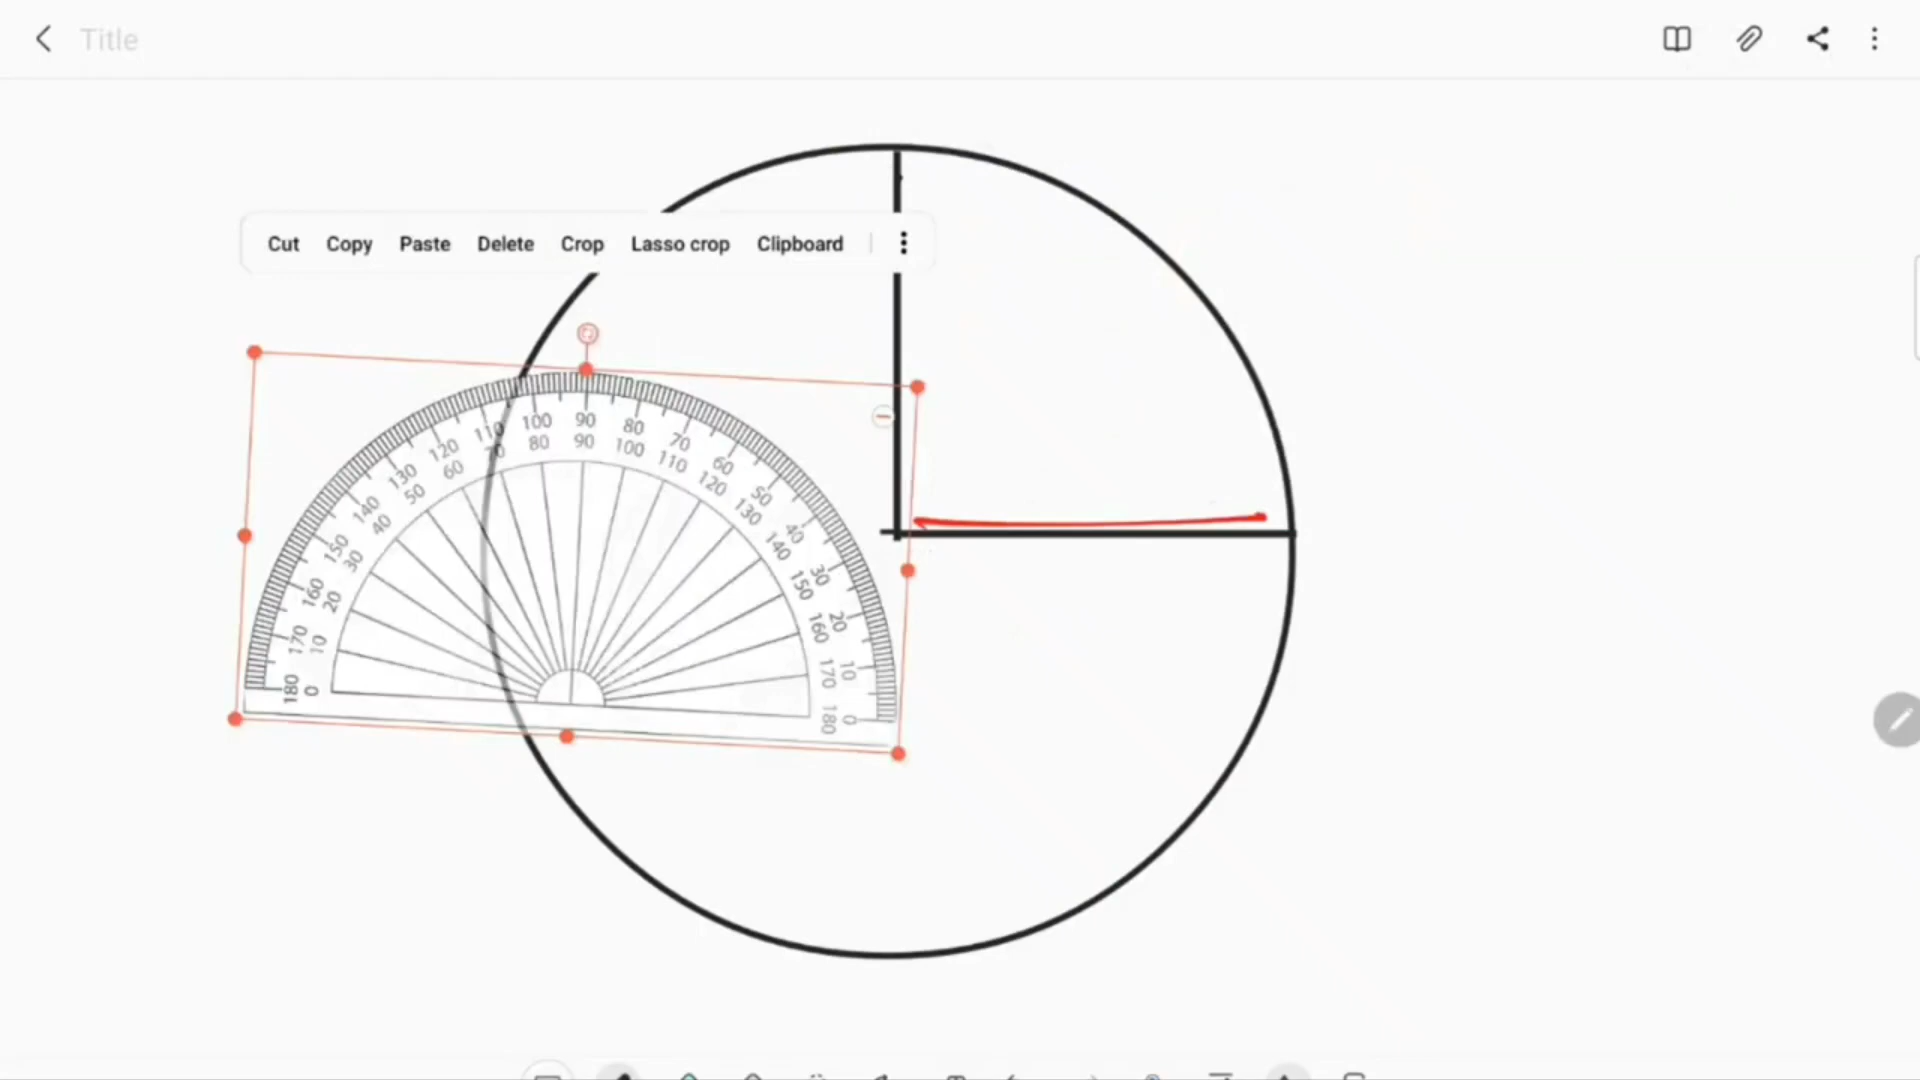 Title
Cut Copy Paste Delete Crop Lasso crop Clipboard
180 170 160 150 140 130 120 110 100 90 80 70 60 50 40 30 20 10 0
0 10 20 30 40 50 60 70 80 90 100 110 120 130 140 150 160 170 180